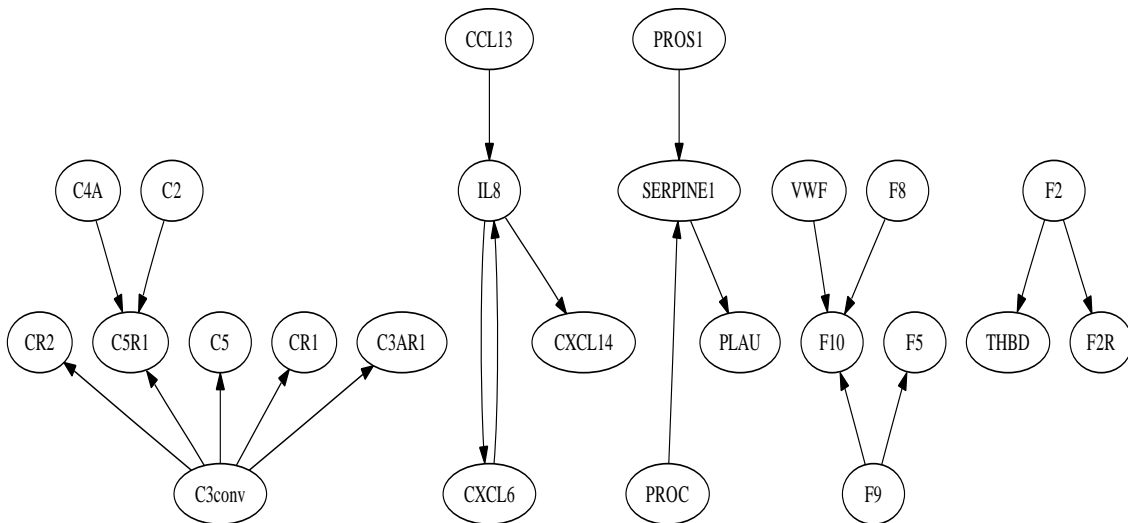 CCL13
PROS1
C4A
C2
IL8
SERPINE1
VWF
F8
F2
CR2
C5R1
C5
CR1
C3AR1
CXCL14
PLAU
F10
F5
THBD
F2R
C3conv
CXCL6
PROC
F9